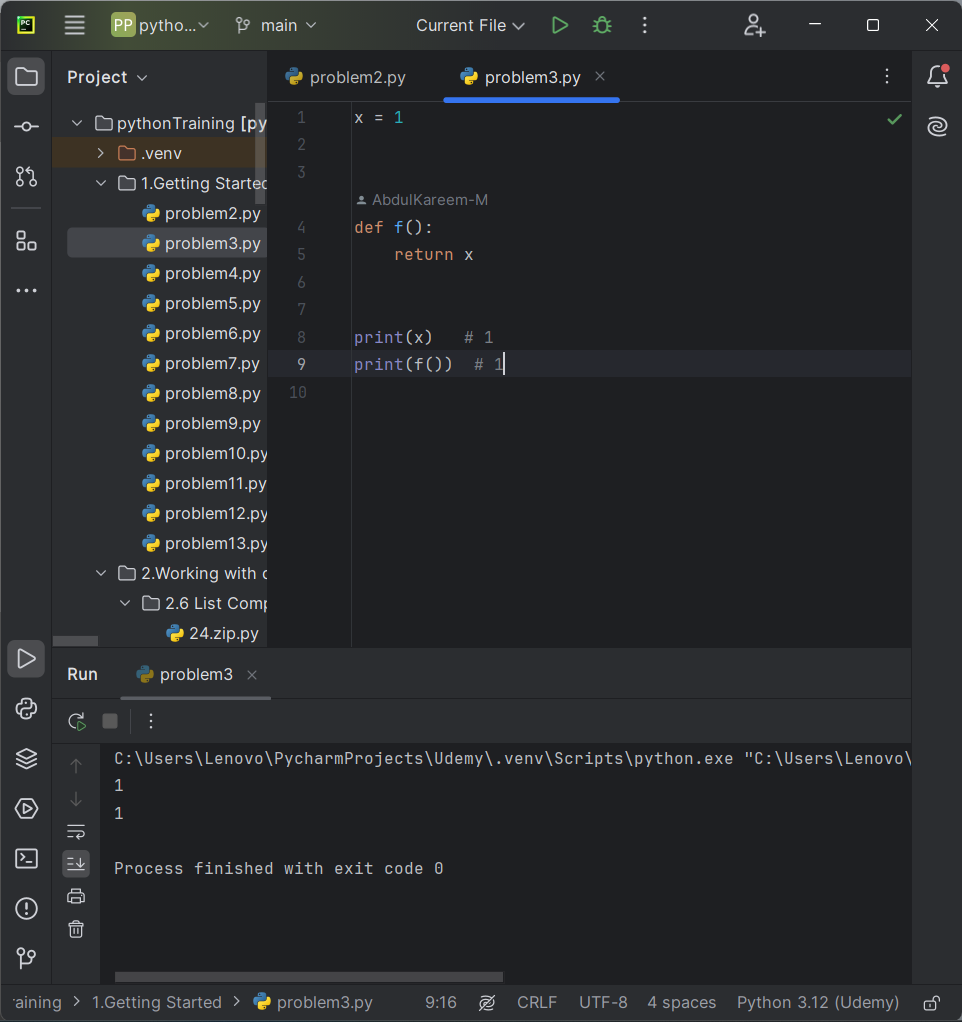 PC
PP pytho...
main
Current File
Project
problem2.py
problem3.py
pythonTraining [py
.venv
1.Getting Started
problem2.py
problem3.py
problem4.py
problem5.py
problem6.py
problem7.py
problem8.py
problem9.py
problem10.py
problem11.py
problem12.py
problem13.py
2.Working with
2.6 List Comp
24.zip.py
1 x = 1
2
3
AbdulKareem-M
4 def f():
5     return x
6
7
8 print(x)   # 1
9 print(f())  # 1
10
Run
problem3
C:\Users\Lenovo\PycharmProjects\Udemy\.venv\Scripts\python.exe "C:\Users\Lenovo\
1
1
Process finished with exit code 0
raining > 1.Getting Started > problem3.py 9:16 CRLF UTF-8 4 spaces Python 3.12 (Udemy)